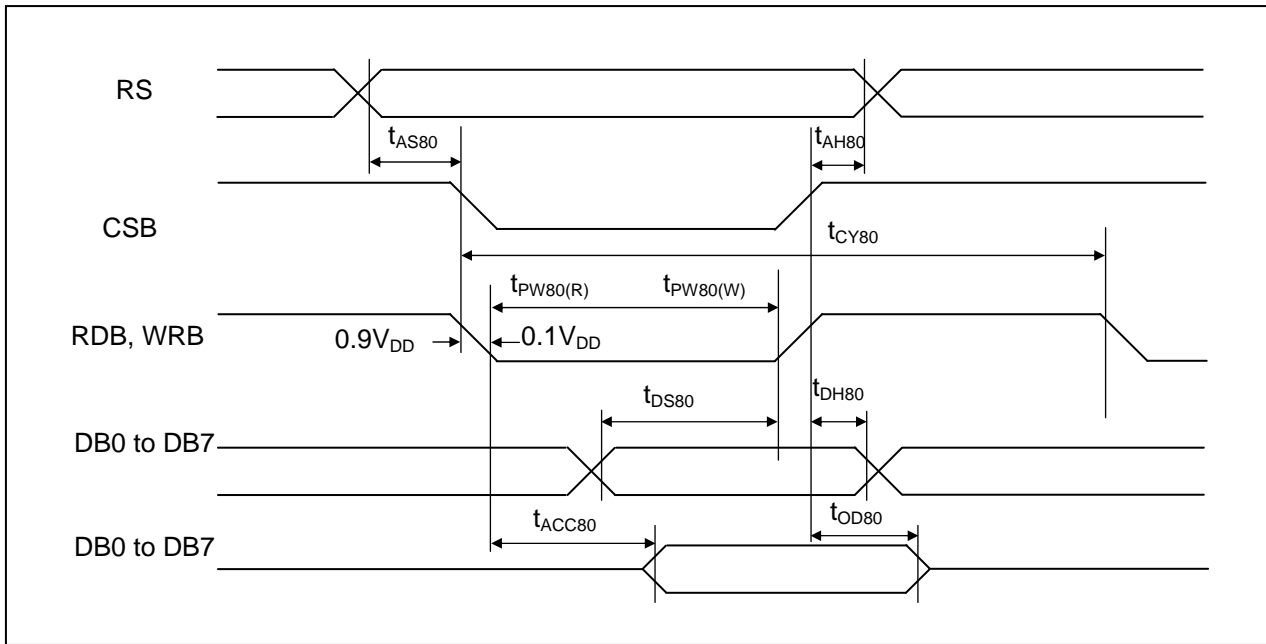 RS
tAS80
tAH80
CSB
tCY80
tPW80(R) tPW80(W)
RDB, WRB
0.9VDD 0.1VDD
tDS80
tDH80
DB0 to DB7
tACC80
tOD80
DB0 to DB7